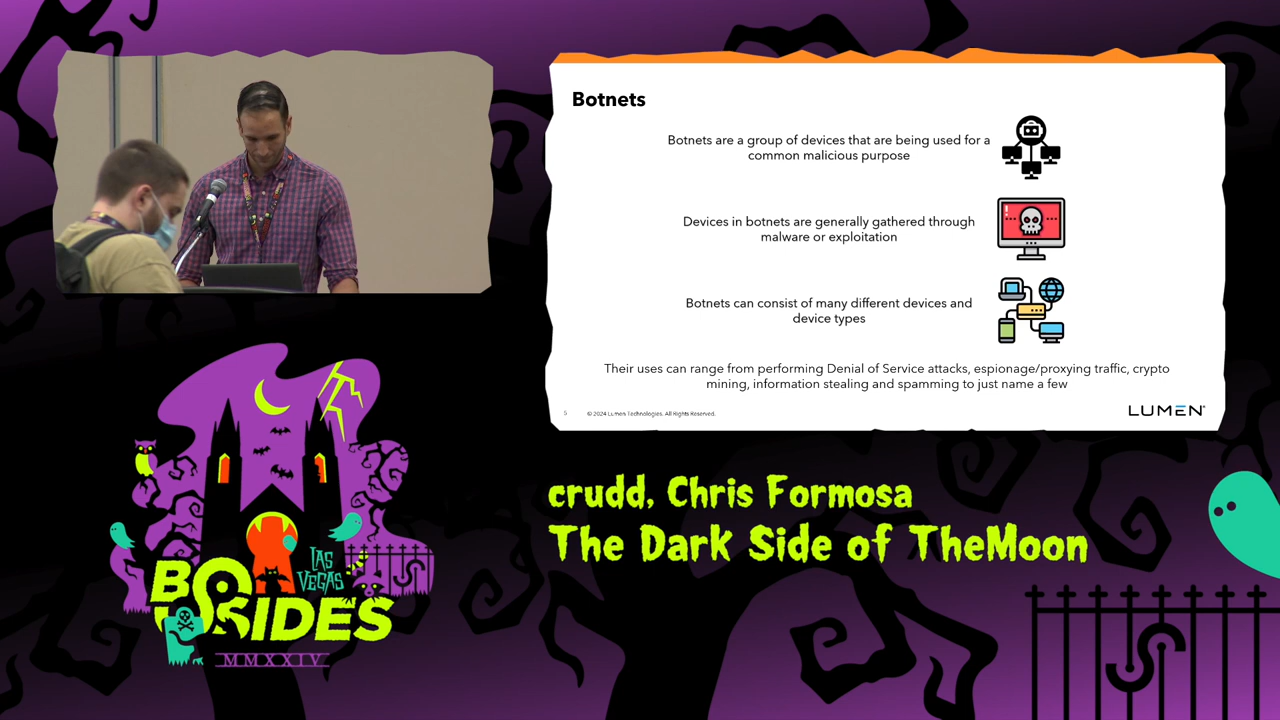 Botnets
Botnets are a group of devices that are being used for a
common malicious purpose
Devices in botnets are generally gathered through
malware or exploitation
Botnets can consist of many different devices and
device types
Their uses can range from performing Denial of Service attacks, espionage/proxying traffic, crypto
mining, information stealing and spamming to just name a few
5
© 2024 Lumen Technologies. All Rights Reserved.
LUMEN®
crudd, Chris Formosa
The Dark Side of TheMoon
LAS
VEGAS
BSIDES
MMXXIV